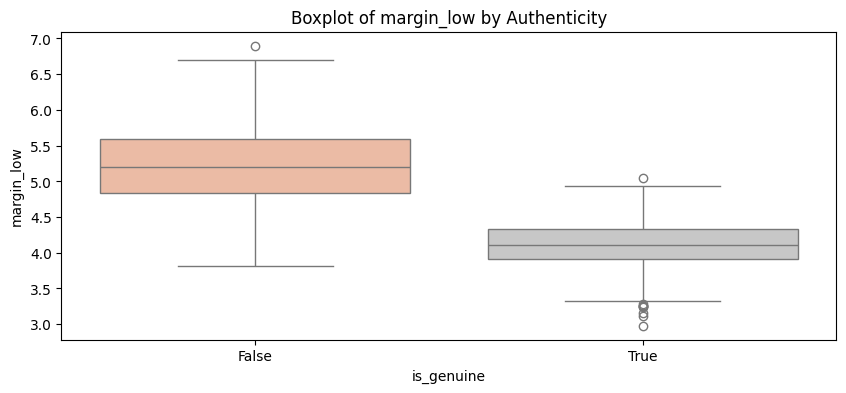 Boxplot of margin_low by Authenticity
margin_low
7.0
6.5
6.0
5.5
5.0
4.5
4.0
3.5
3.0
False
True
is_genuine